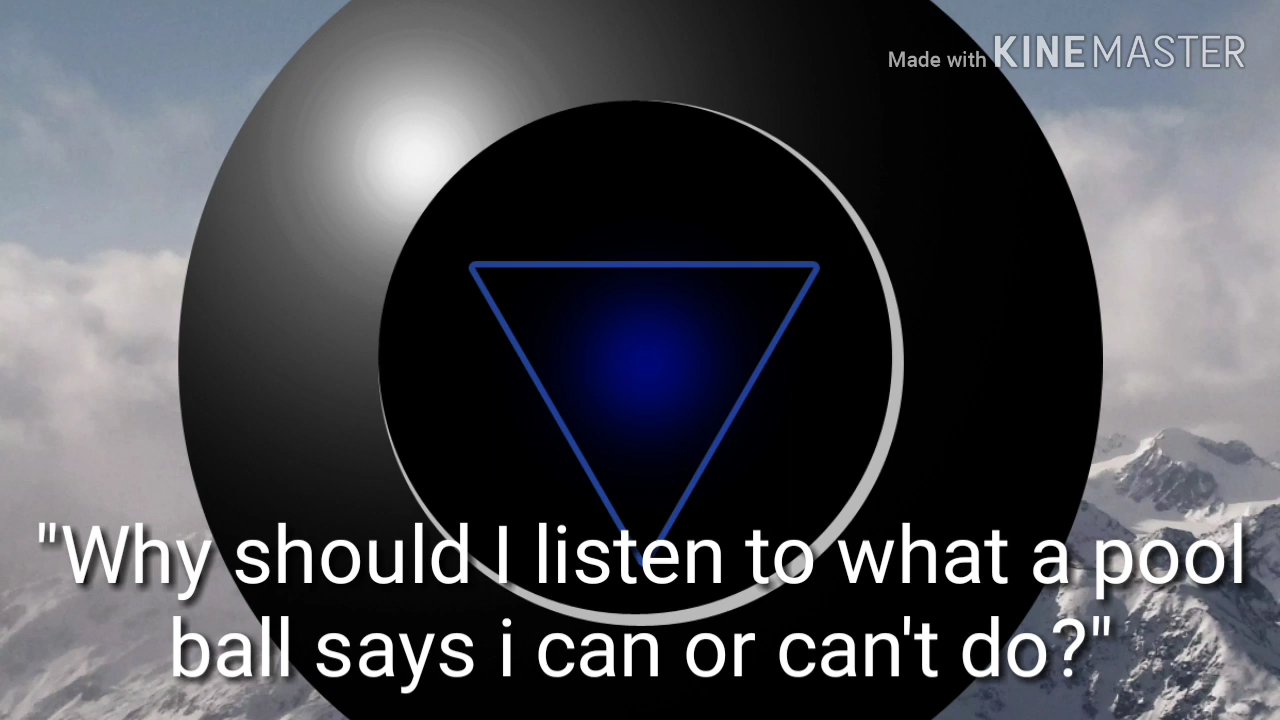 Made with KINEMASTER
"Why should I listen to what a pool
ball says i can or can't do?"